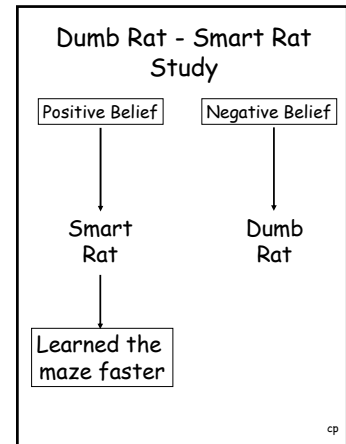 Dumb Rat - Smart Rat
Study
Positive Belief
Negative Belief
Smart
Rat
Dumb
Rat
Learned the
maze faster
cp